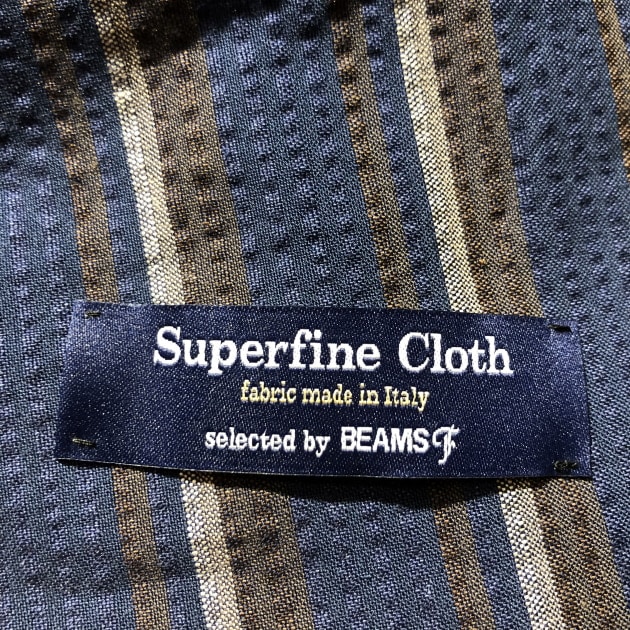 Superfine Cloth
fabric made in Italy
selected by BEAMS F